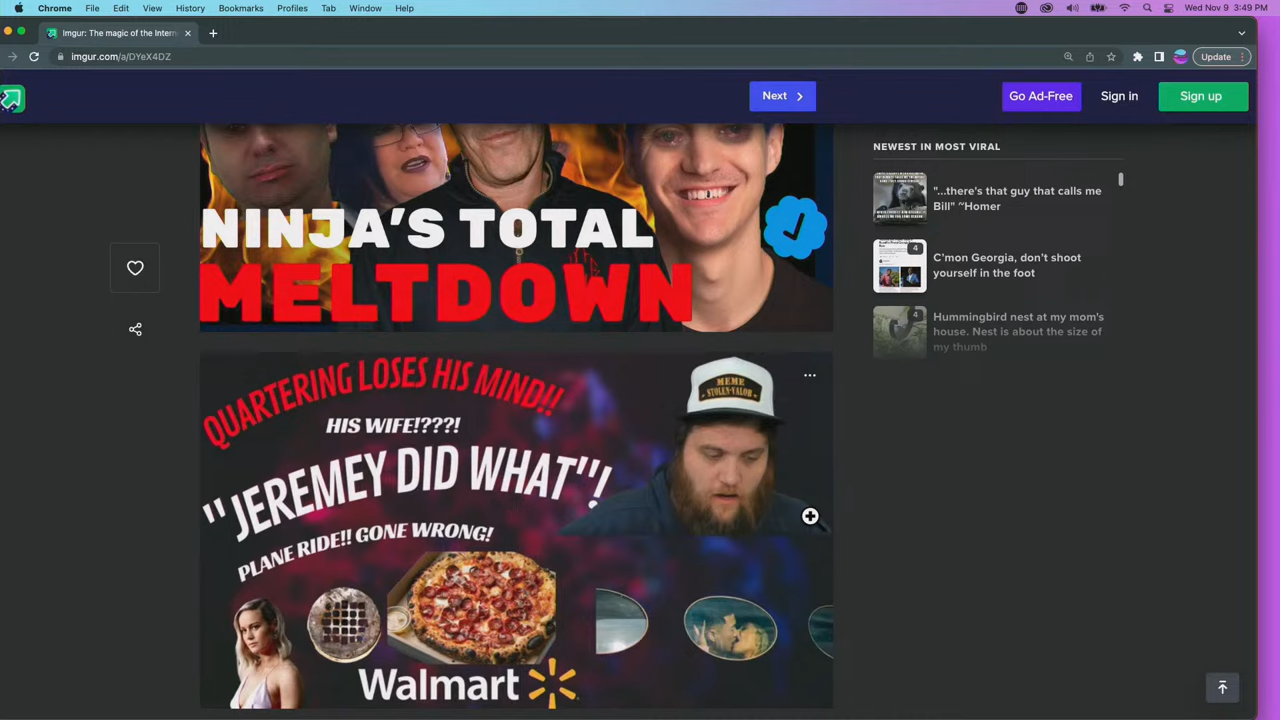 Chrome File Edit View History Bookmarks Profiles Tab Window Help Wed Nov 9 3:49 PM
Imgur: The magic of the Intern
imgur.com/a/DYeX4DZ Update
Next Go Ad-Free Sign in Sign up
NINJA'S TOTAL
MELTDOWN
NEWEST IN MOST VIRAL
"...there's that guy that calls me
Bill" ~Homer
4
C'mon Georgia, don't shoot
yourself in the foot
4
Hummingbird nest at my mom's
house. Nest is about the size of
my thumb
QUARTERING LOSES HIS MIND!!
HIS WIFE!???!
"JEREMEY DID WHAT"!
PLANE RIDE!! GONE WRONG!
MEME
STOLEN-VALOR
Walmart